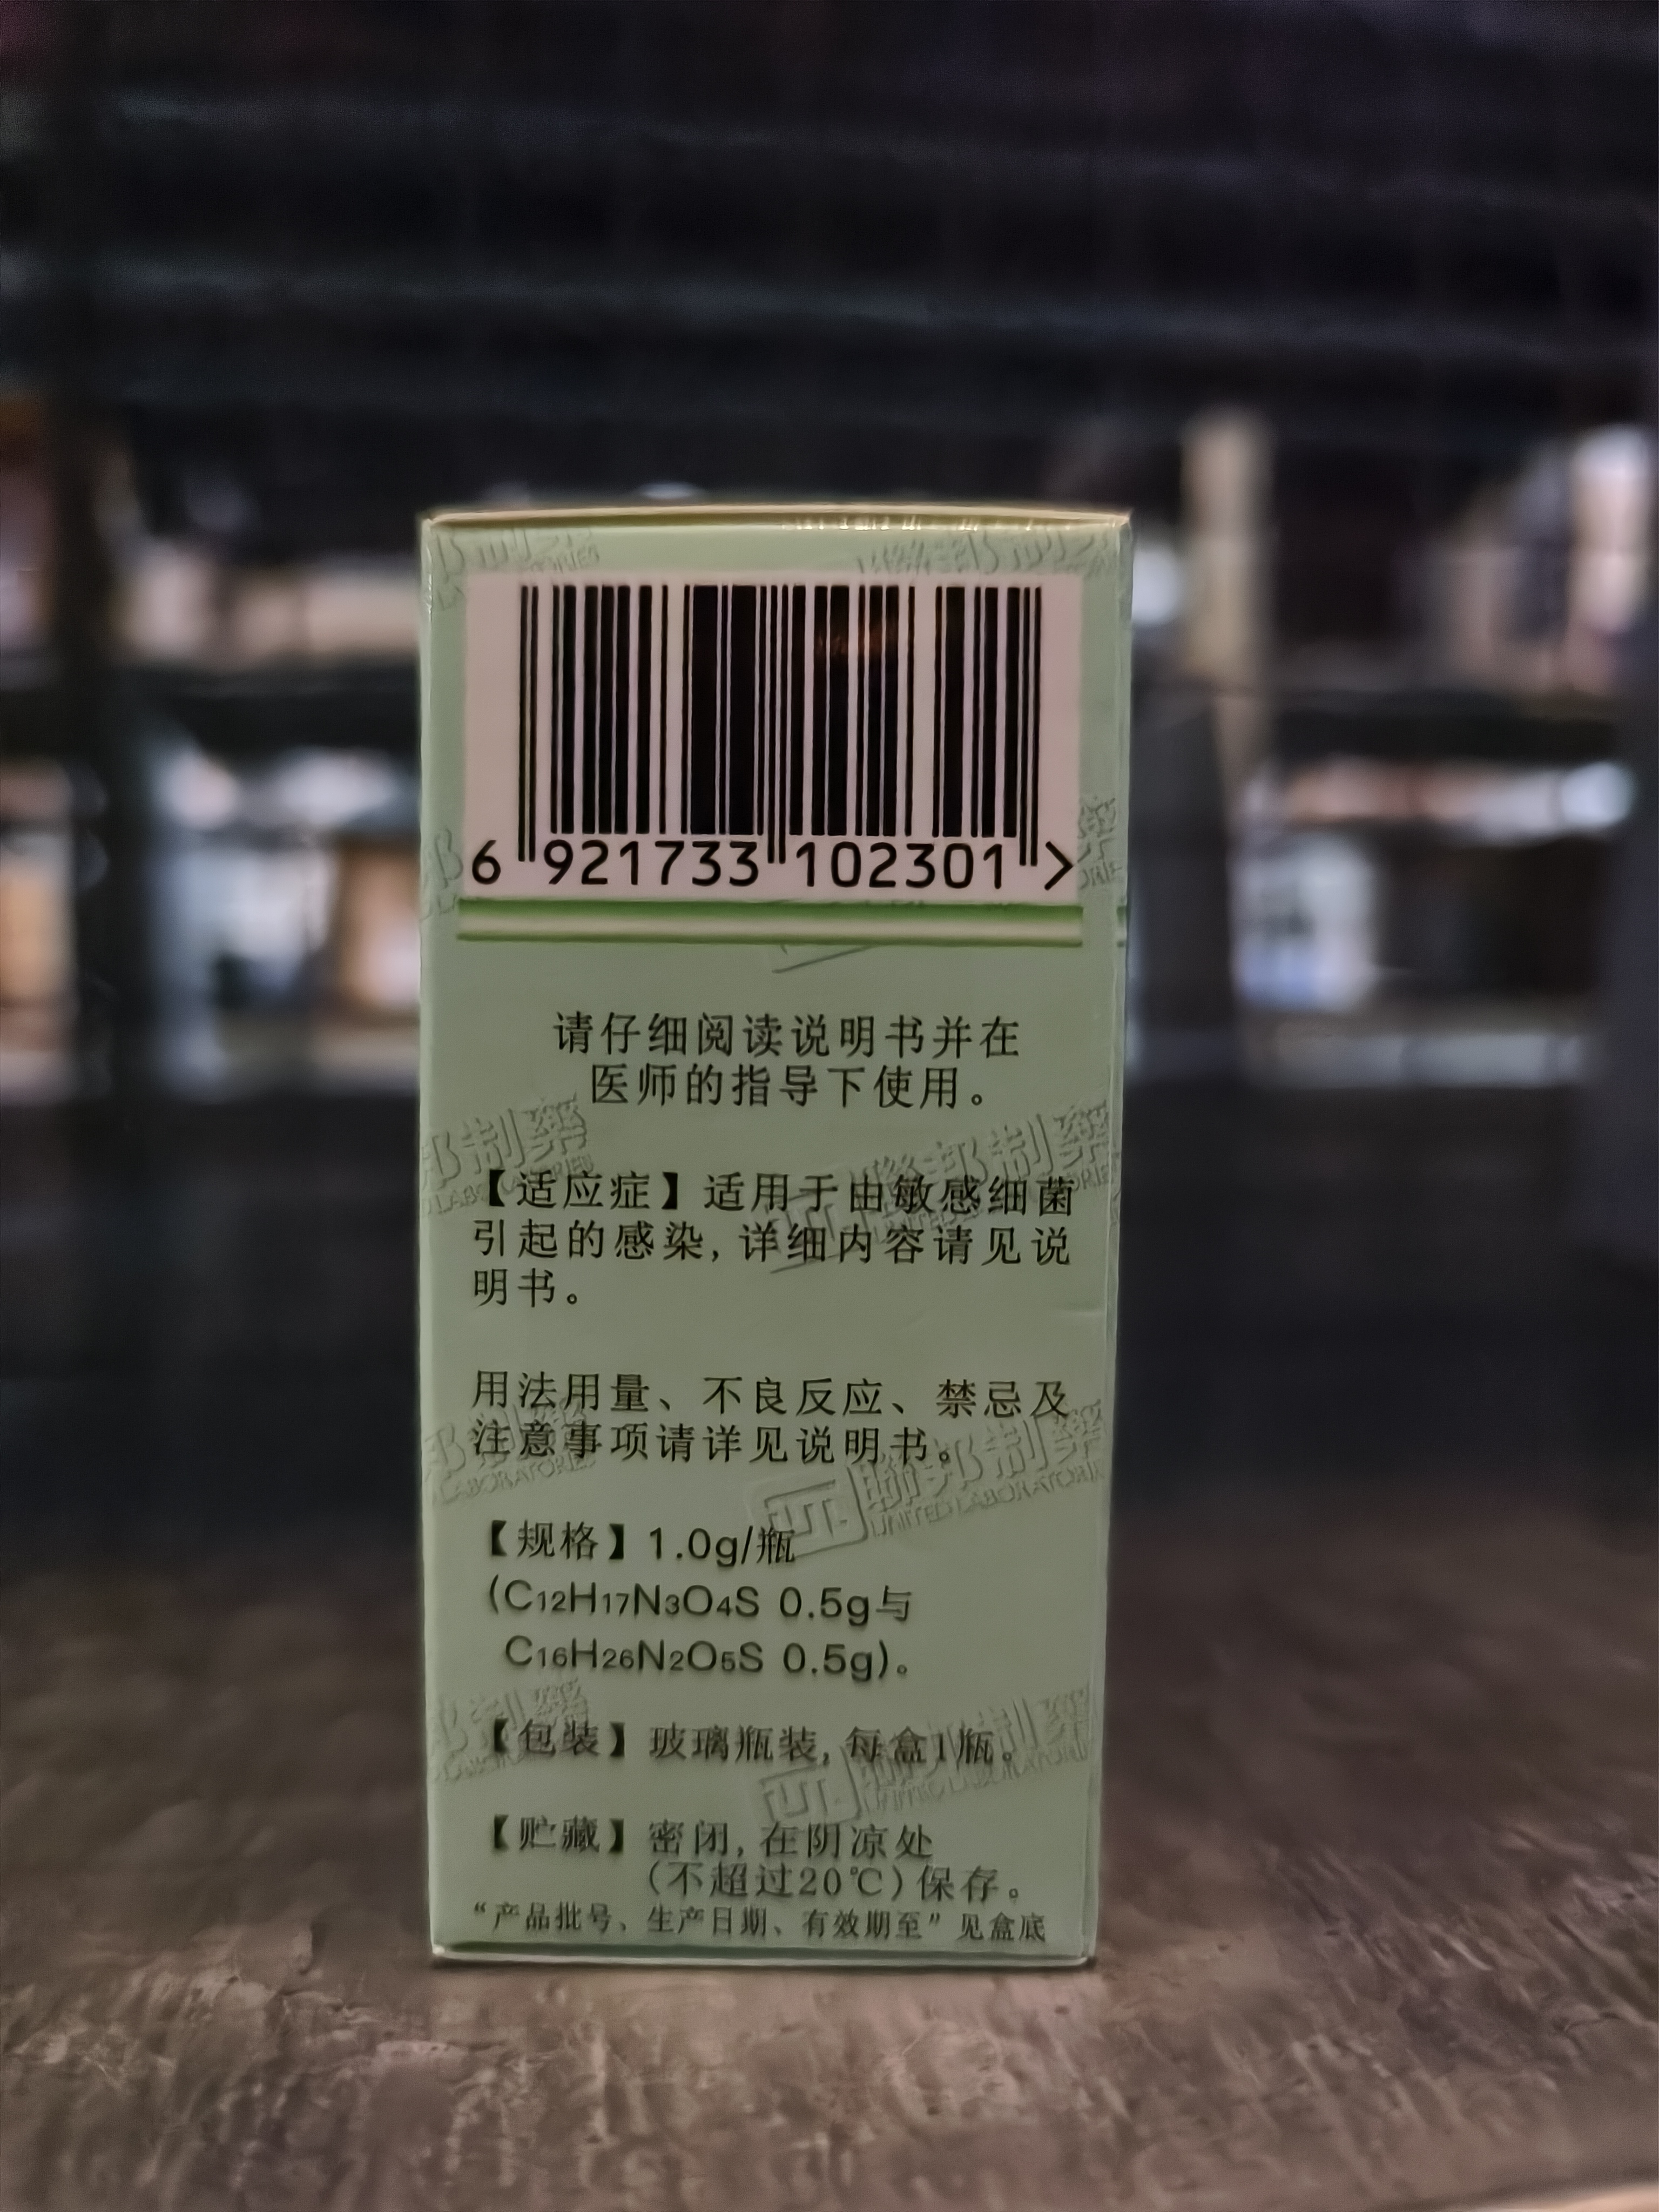 6 921733 102301 >
请仔细阅读说明书并在
医师的指导下使用。
【适应症】适用于由敏感细菌
引起的感染,详细内容请见说
明书。
用法用量、不良反应、禁忌及
注意事项请详见说明书。
【规格】1.0g/瓶
(C12H17N3O4S 0.5g与
C16H26N2O5S 0.5g)。
【包装】玻璃瓶装,每盒1瓶。
【贮藏】密闭,在阴凉处
(不超过20℃)保存。
“产品批号、生产日期、有效期至”见盒底
聯邦制藥
UNITED LABORATORIES